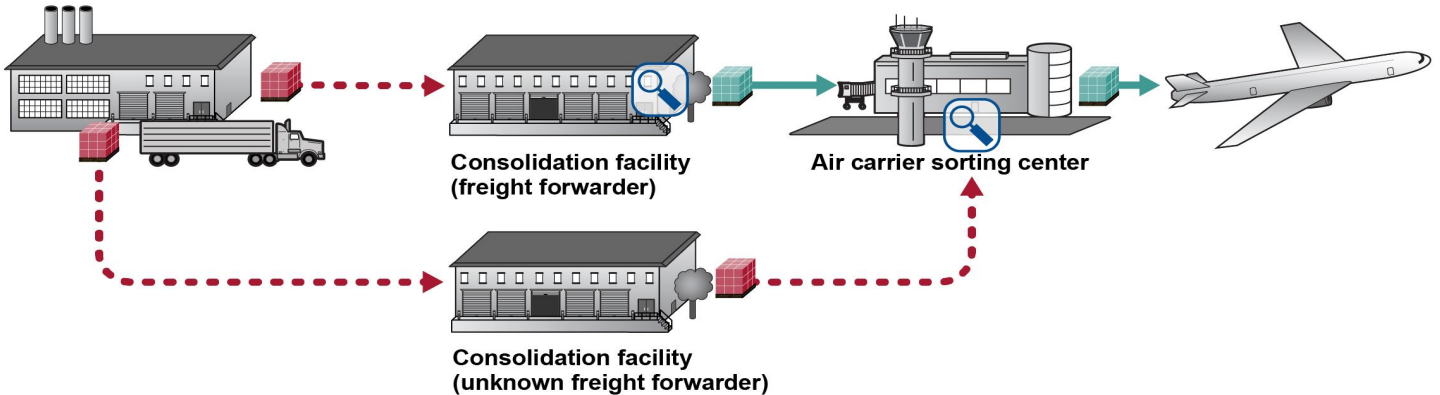 Consolidation facility
(freight forwarder)
Air carrier sorting center
Consolidation facility
(unknown freight forwarder)